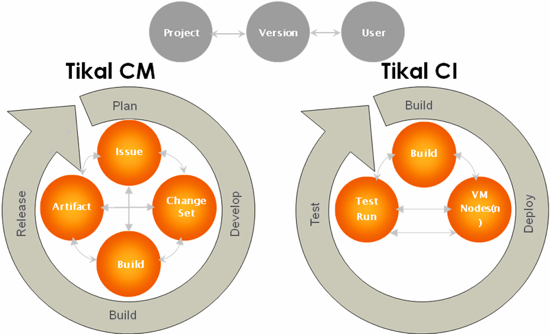 Project
Version
User
Tikal CM
Tikal CI
Plan
Issue
Artifact
Change
Set
Build
Release
Develop
Build
Build
Build
Test
Run
VM
Nodes(n
)
Test
Deploy